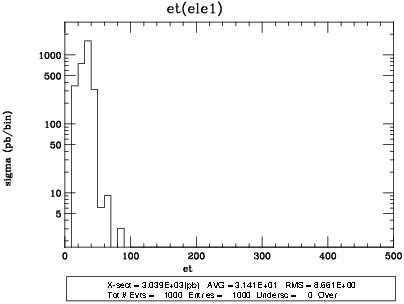 et(ele1)
sigma (pb/bin)
1000
500
100
50
10
5
0 100 200 300 400 500
et
X-sect = 3.039E+03(pb) AVG = 3.141E+01 RMS = 8.661E+00
Tot # Evts = 1000 Entries = 1000 Undersc = 0 Over